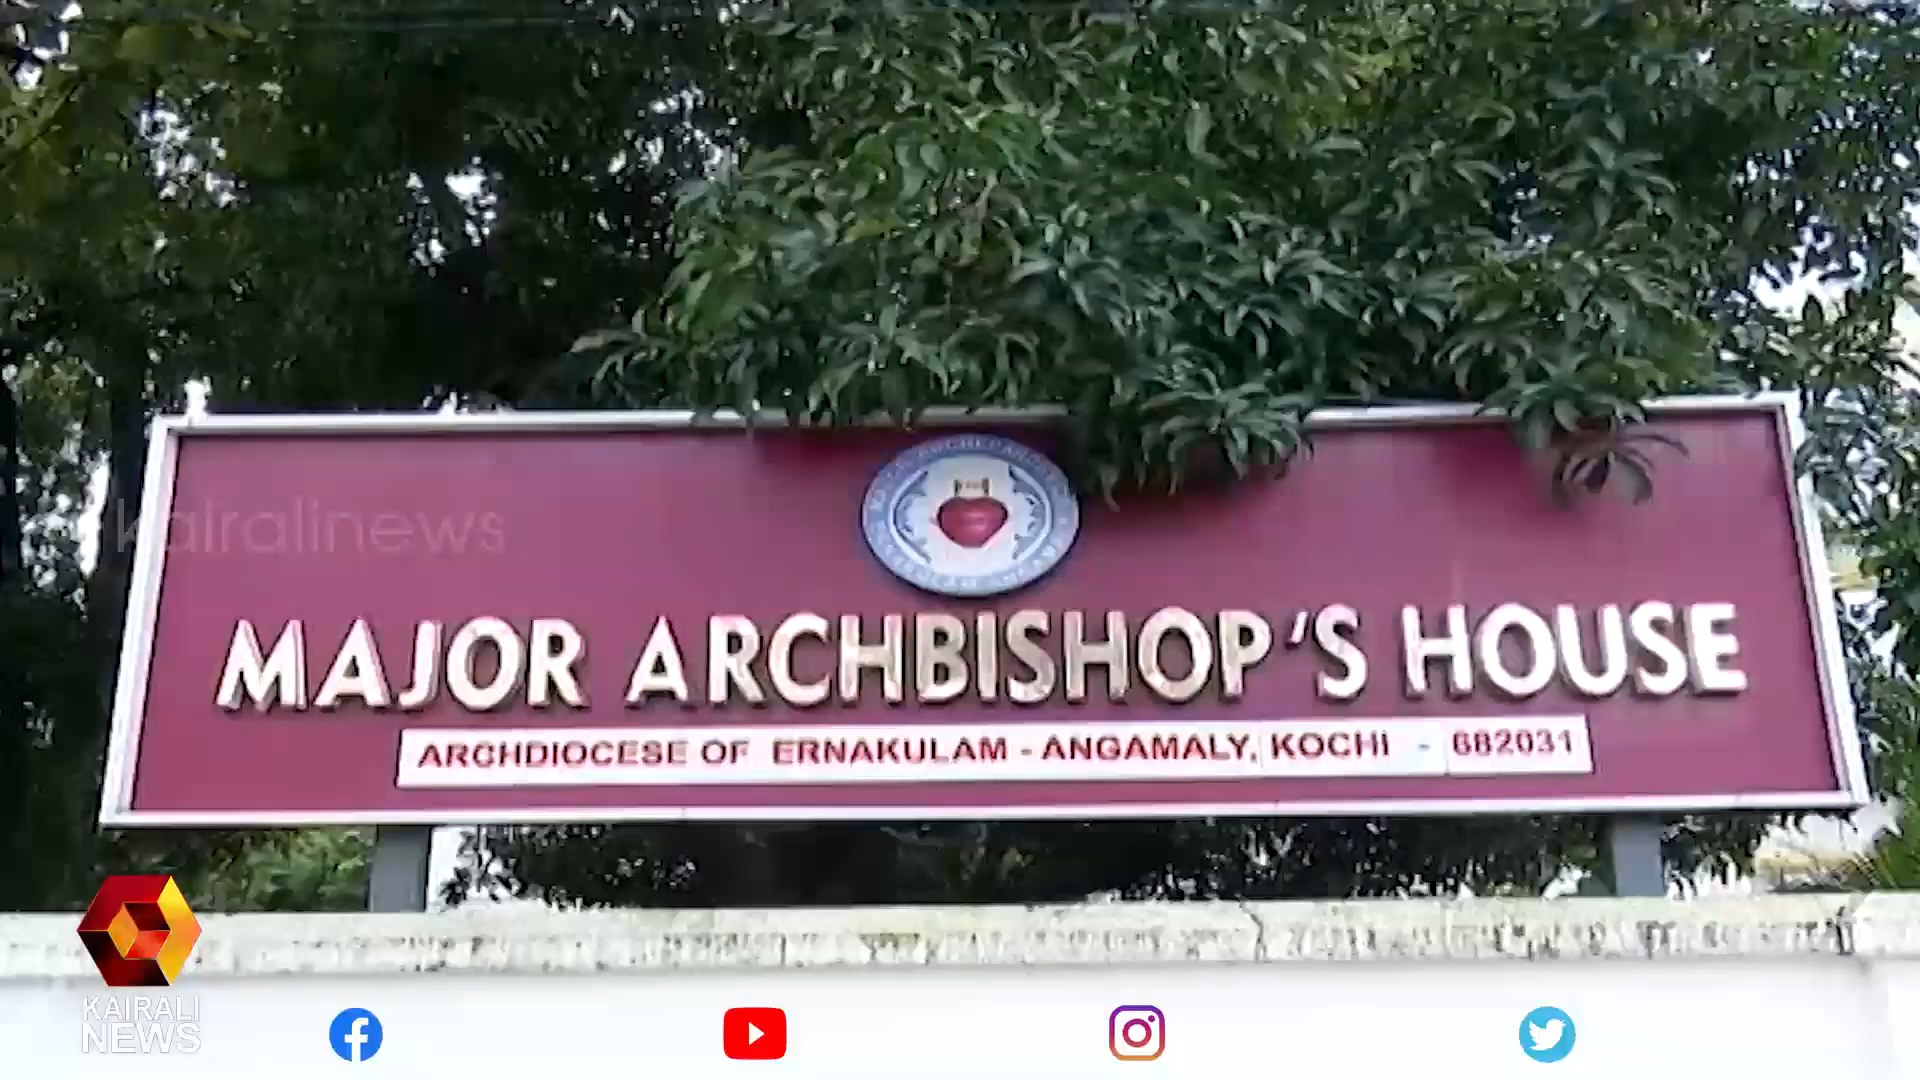 kairalinews
MAJOR ARCHBISHOP'S HOUSE
ARCHDIOCESE OF ERNAKULAM - ANGAMALY, KOCHI - 682031
KAIRALI
NEWS